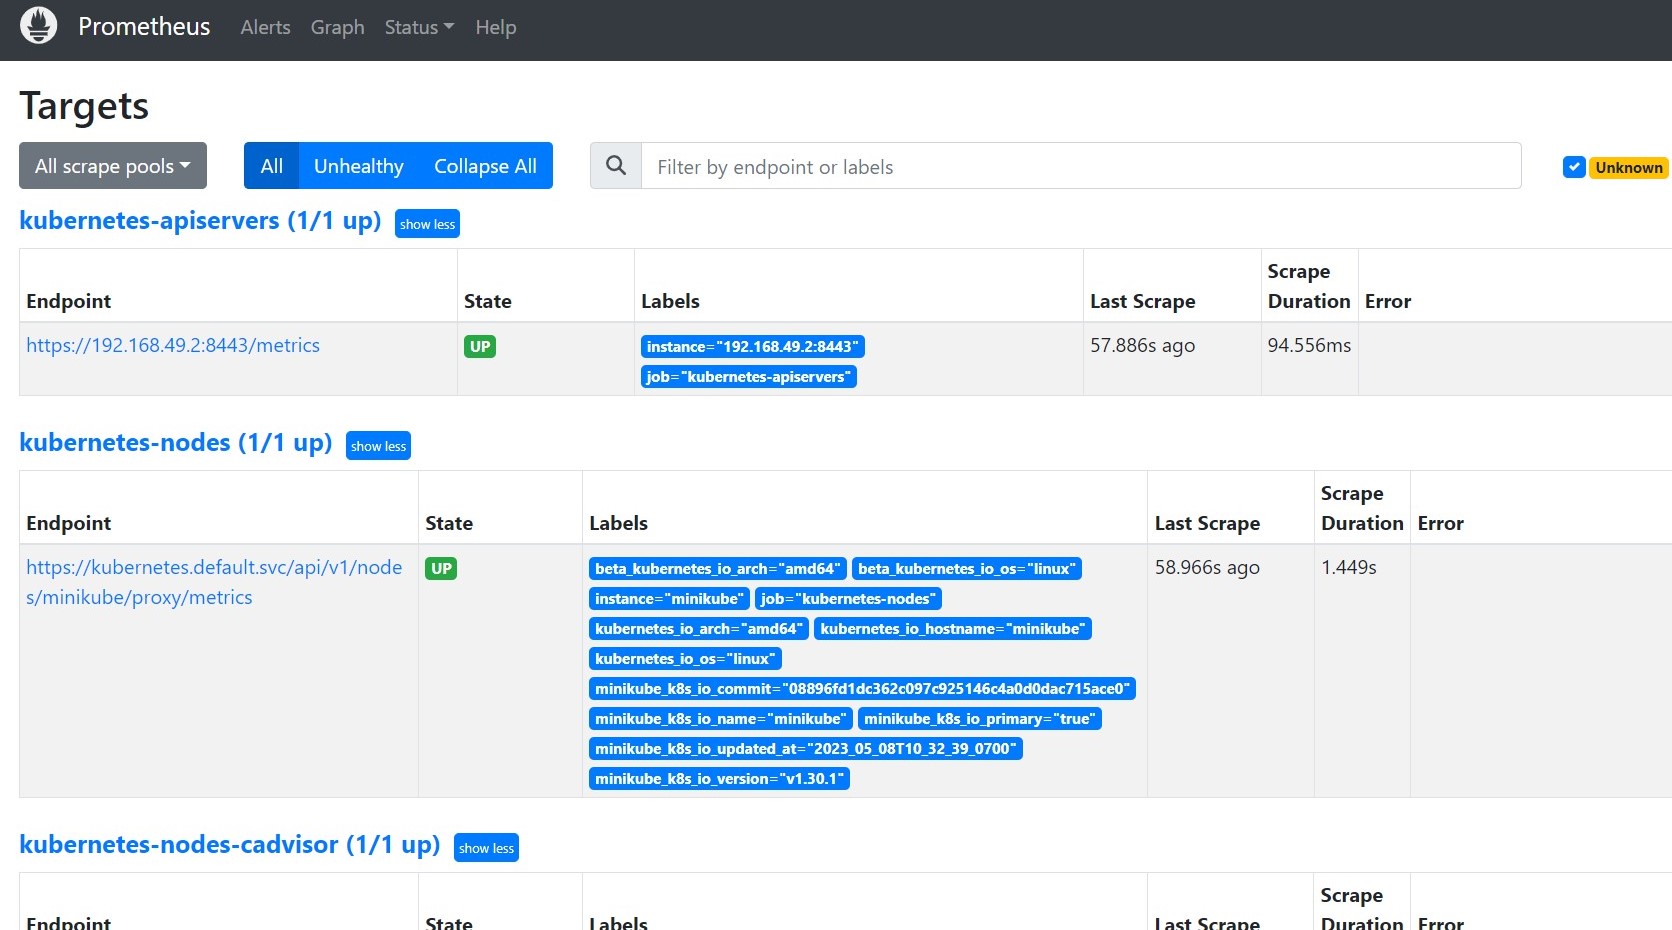 Prometheus Alerts Graph Status Help
Targets
All scrape pools All Unhealthy Collapse All Filter by endpoint or labels Unknown
kubernetes-apiservers (1/1 up) show less
Scrape
Endpoint State Labels Last Scrape Duration Error
https://192.168.49.2:8443/metrics UP instance="192.168.49.2:8443" 57.886s ago 94.556ms
job="kubernetes-apiservers"
kubernetes-nodes (1/1 up) show less
Scrape
Endpoint State Labels Last Scrape Duration Error
https://kubernetes.default.svc/api/v1/node UP beta_kubernetes_io_arch="amd64" beta_kubernetes_io_os="linux" 58.966s ago 1.449s
s/minikube/proxy/metrics instance="minikube" job="kubernetes-nodes"
kubernetes_io_arch="amd64" kubernetes_io_hostname="minikube"
kubernetes_io_os="linux"
minikube_k8s_io_commit="08896fd1dc362c097c925146c4a0d0dac715ace0"
minikube_k8s_io_name="minikube" minikube_k8s_io_primary="true"
minikube_k8s_io_updated_at="2023_05_08T10_32_39_0700"
minikube_k8s_io_version="v1.30.1"
kubernetes-nodes-cadvisor (1/1 up) show less
Scrape
Endpoint State Labels Last Scrape Duration Error